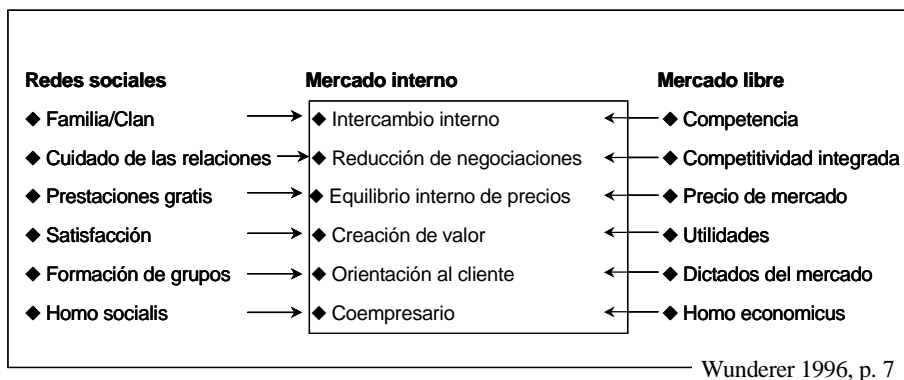 Redes sociales Mercado interno Mercado libre
◆ Familia/Clan ◆ Intercambio interno ◆ Competencia
◆ Cuidado de las relaciones ◆ Reducción de negociaciones ◆ Competitividad integrada
◆ Prestaciones gratis ◆ Equilibrio interno de precios ◆ Precio de mercado
◆ Satisfacción ◆ Creación de valor ◆ Utilidades
◆ Formación de grupos ◆ Orientación al cliente ◆ Dictados del mercado
◆ Homo socialis ◆ Coempresario ◆ Homo economicus
Wunderer 1996, p. 7